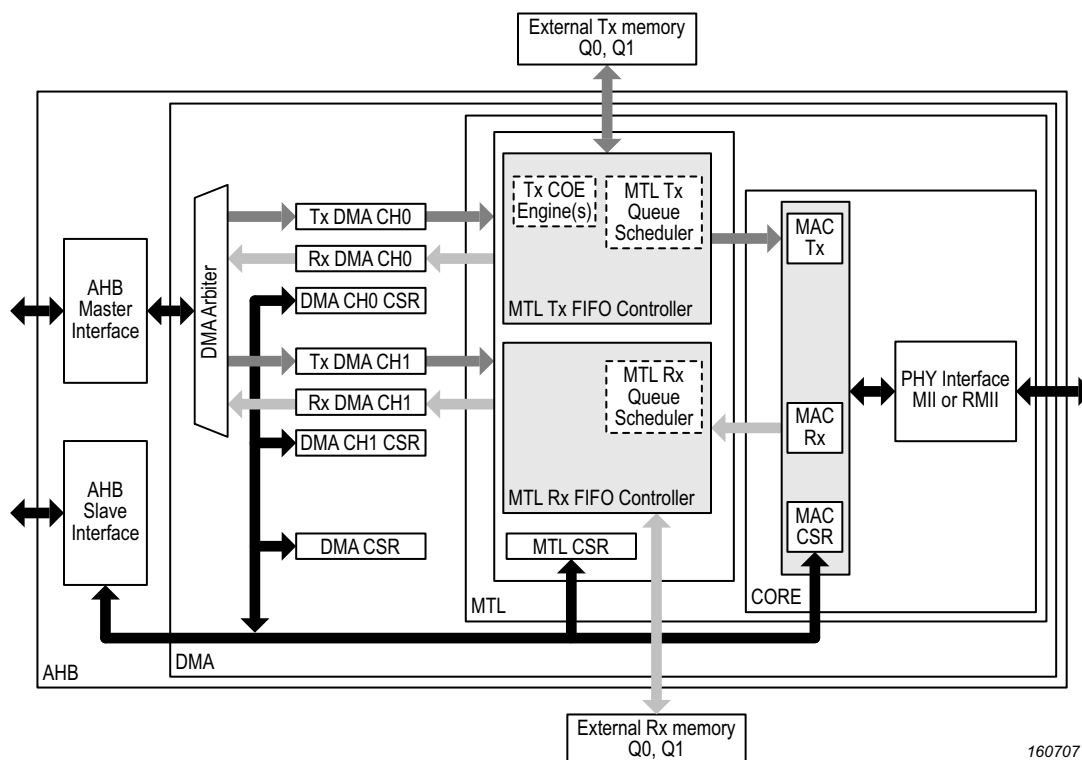 External Tx memory
Q0, Q1
Tx COE
Engine(s)
MTL Tx
Queue
Scheduler
MTL Tx FIFO Controller
Tx DMA CH0
Rx DMA CH0
DMA CH0 CSR
Tx DMA CH1
Rx DMA CH1
DMA CH1 CSR
DMA CSR
DMA Arbiter
AHB
Master
Interface
AHB
Slave
Interface
MTL Rx
Queue
Scheduler
MTL Rx FIFO Controller
MTL CSR
MAC
Tx
MAC
Rx
MAC
CSR
PHY Interface
MII or RMII
CORE
MTL
DMA
AHB
External Rx memory
Q0, Q1
160707